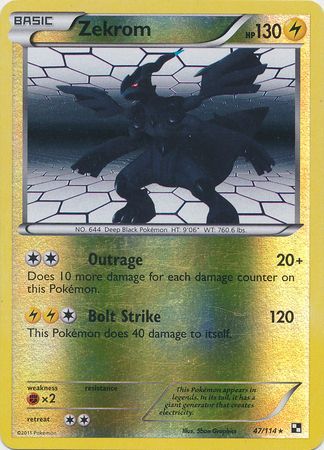 BASIC
Zekrom
HP130
NO. 644 Deep Black Pokémon. HT. 9'06" WT. 760.6 lbs.
Outrage 20+
Does 10 more damage for each damage counter on
this Pokémon.
Bolt Strike 120
This Pokémon does 40 damage to itself.
weakness resistance
×2
retreat
This Pokémon appears in
legends. In its tail, it has a
giant generator that creates
electricity.
©2011 Pokémon
Illus. 5ban Graphics
47/114 ★